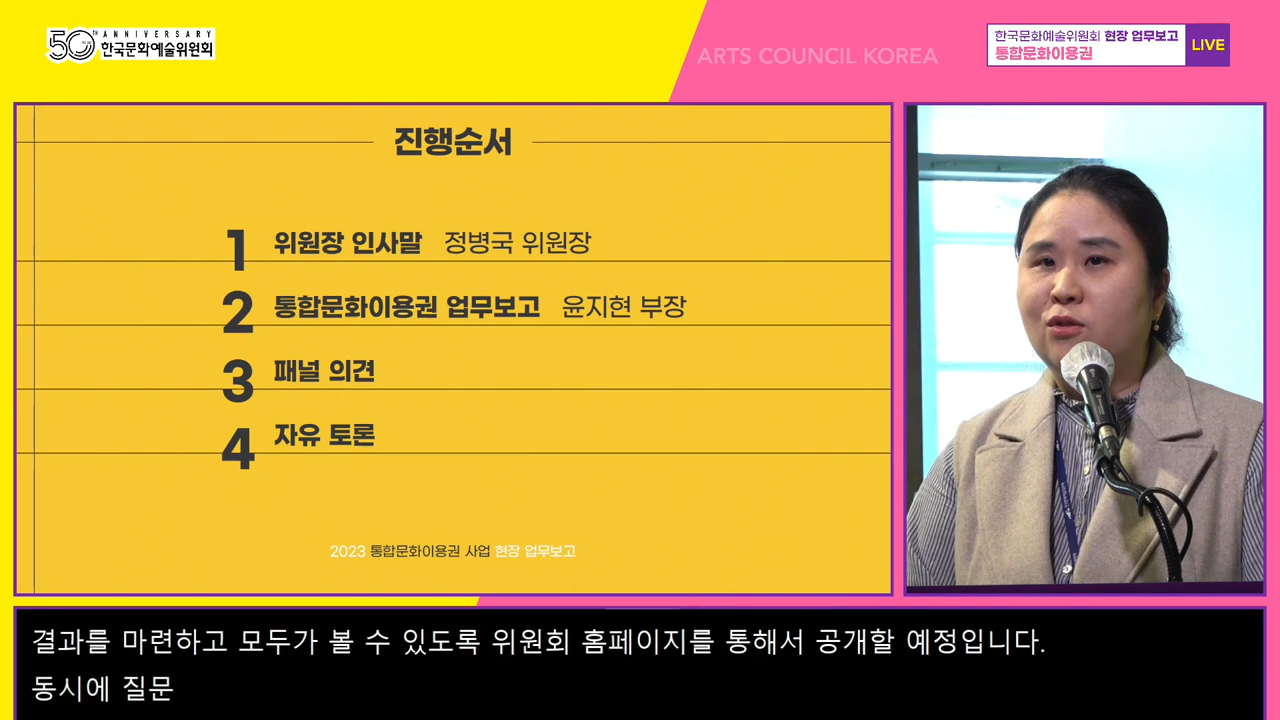 50TH ANNIVERSARY
한국문화예술위원회
ARTS COUNCIL KOREA
한국문화예술위원회 현장 업무보고
통합문화이용권
LIVE
진행순서
1 위원장 인사말 정병국 위원장
2 통합문화이용권 업무보고 윤지현 부장
3 패널 의견
4 자유 토론
2023 통합문화이용권 사업 현장 업무보고
결과를 마련하고 모두가 볼 수 있도록 위원회 홈페이지를 통해서 공개할 예정입니다.
동시에 질문